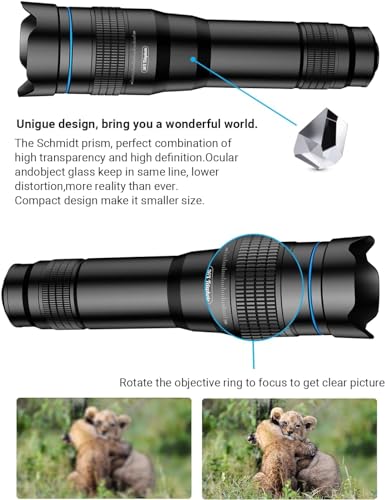 Unigue design, bring you a wonderful world.
The Schmidt prism, perfect combination of
high transparency and high definition.Ocular
andobject glass keep in same line, lower
distortion,more reality than ever.
Compact design make it smaller size.
Rotate the objective ring to focus to get clear picture